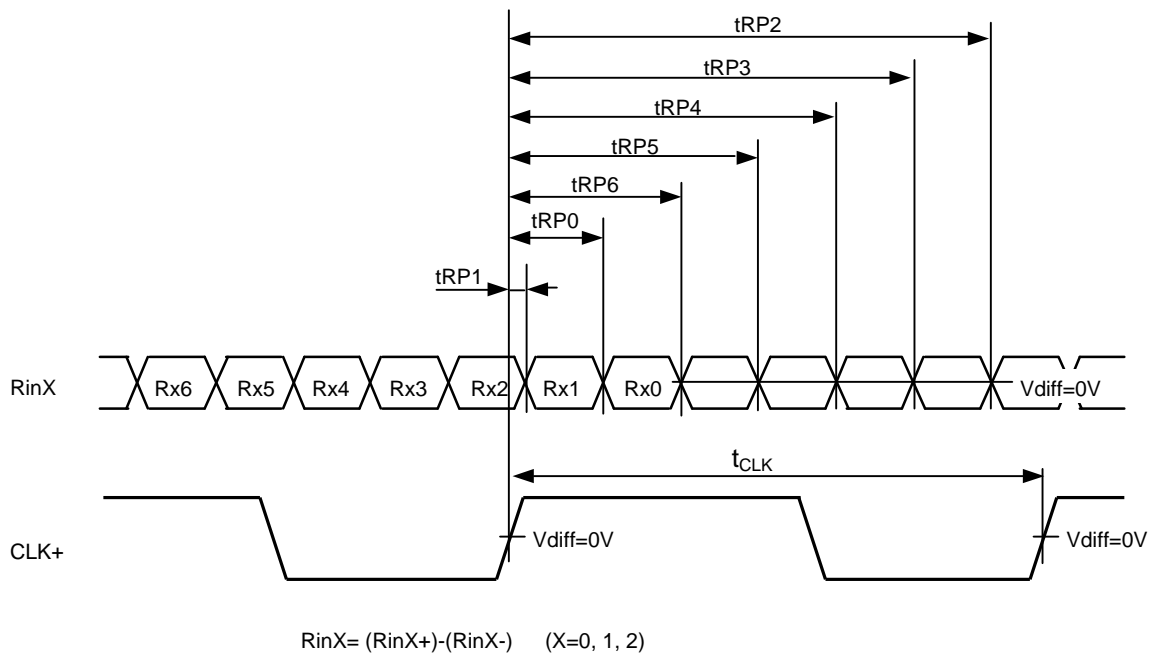 tRP2
tRP3
tRP4
tRP5
tRP6
tRP0
tRP1
RinX Rx6 Rx5 Rx4 Rx3 Rx2 Rx1 Rx0 Vdiff=0V
tCLK
CLK+ Vdiff=0V Vdiff=0V
RinX= (RinX+)-(RinX-) (X=0, 1, 2)